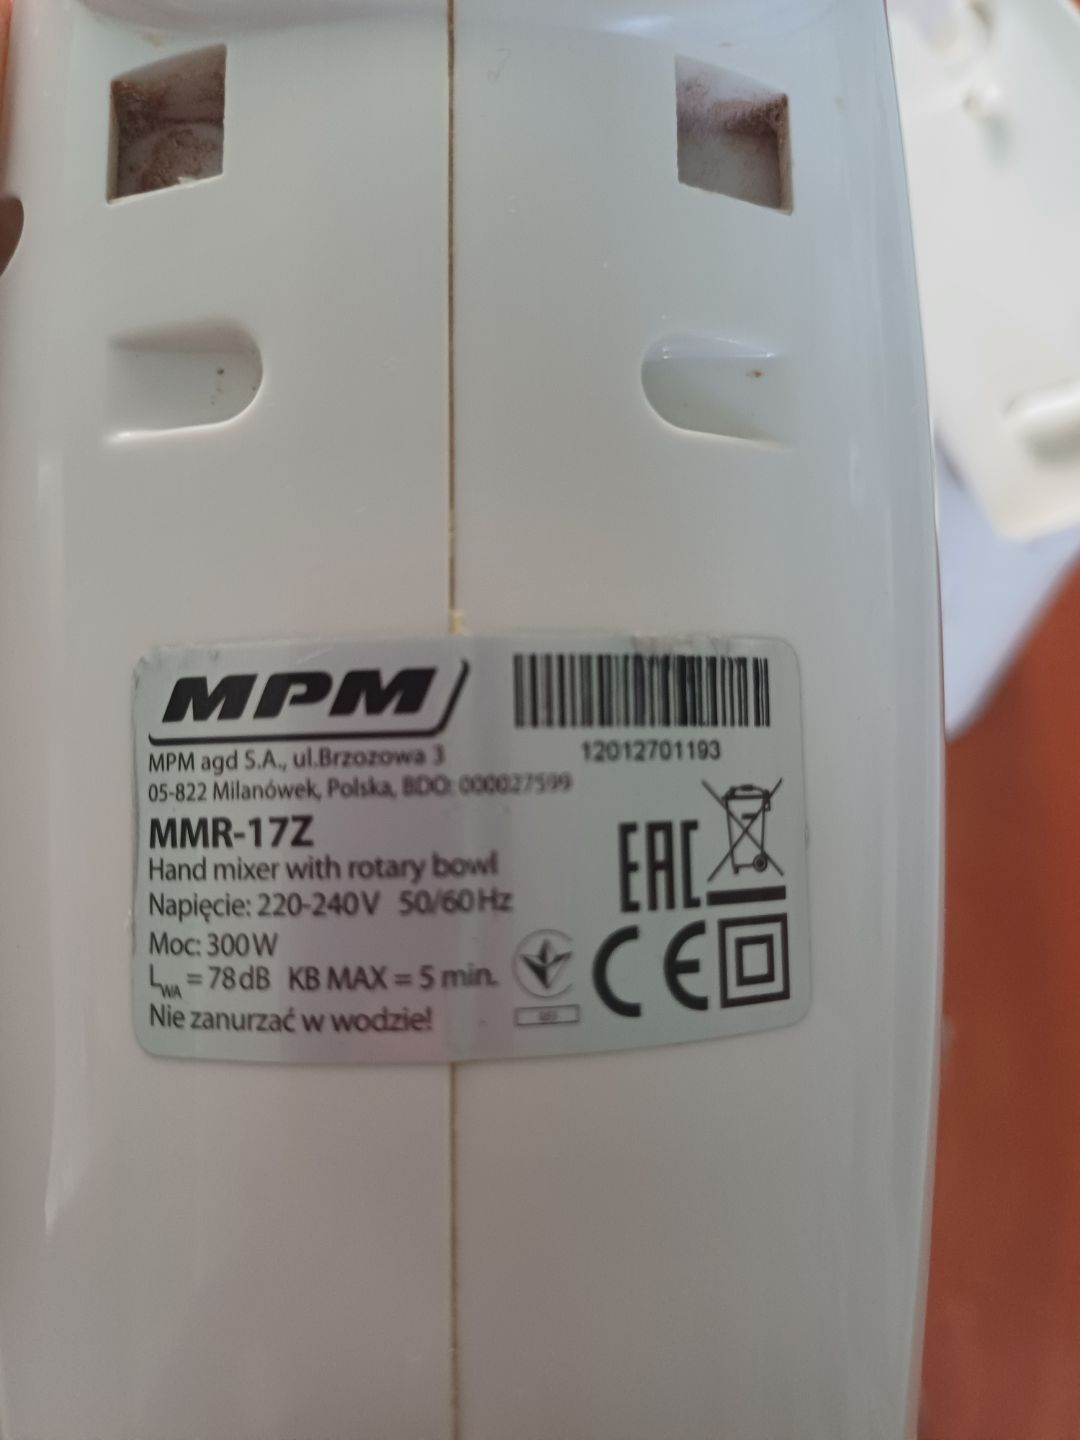 MPM
12012701193
MPM agd S.A., ul.Brzozowa 3
05-822 Milanówek, Polska, BDO: 000027599
MMR-17Z
Hand mixer with rotary bowl
Napięcie: 220-240V 50/60Hz
Moc: 300W
LWA = 78dB KB MAX = 5 min.
Nie zanurzać w wodzie!
EAC
CE